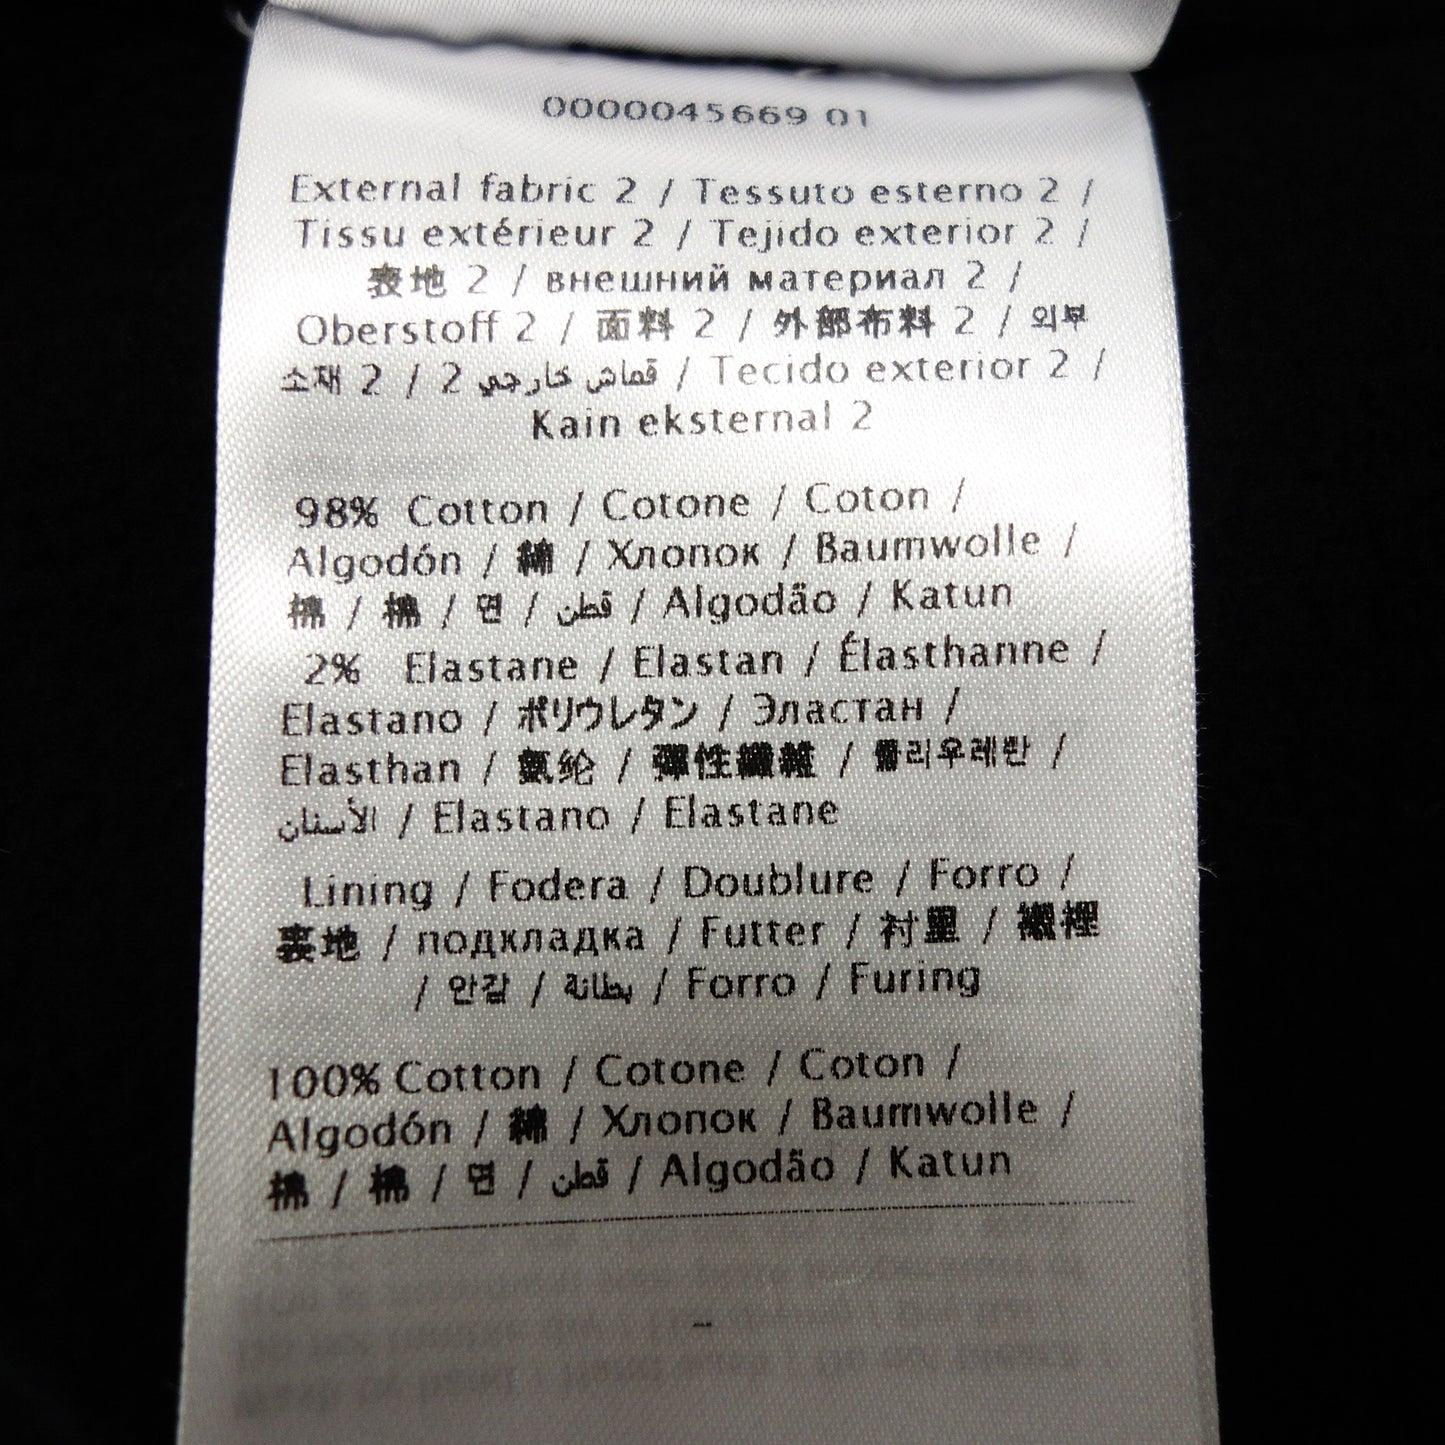 0000045669 01
External fabric 2 / Tessuto esterno 2 /
Tissu extérieur 2 / Tejido exterior 2 /
表地 2 / внешний материал 2 /
Oberstoff 2 / 面料 2 / 外部布料 2 / 외부
소재 2 / 2 قماش خارجي / Tecido exterior 2 /
Kain eksternal 2
98% Cotton / Cotone / Coton /
Algodón / 綿 / Хлопок / Baumwolle /
棉 / 棉 / 면 / قطن / Algodão / Katun
2% Elastane / Elastan / Élasthanne /
Elastano / ポリウレタン / Эластан /
Elasthan / 氨纶 / 彈性纖維 / 폴리우레탄 /
الأستان / Elastano / Elastane
Lining / Fodera / Doublure / Forro /
裏地 / подкладка / Futter / 衬里 / 襯裡
/ 안감 / بطانة / Forro / Furing
100% Cotton / Cotone / Coton /
Algodón / 綿 / Хлопок / Baumwolle /
棉 / 棉 / 면 / قطن / Algodão / Katun